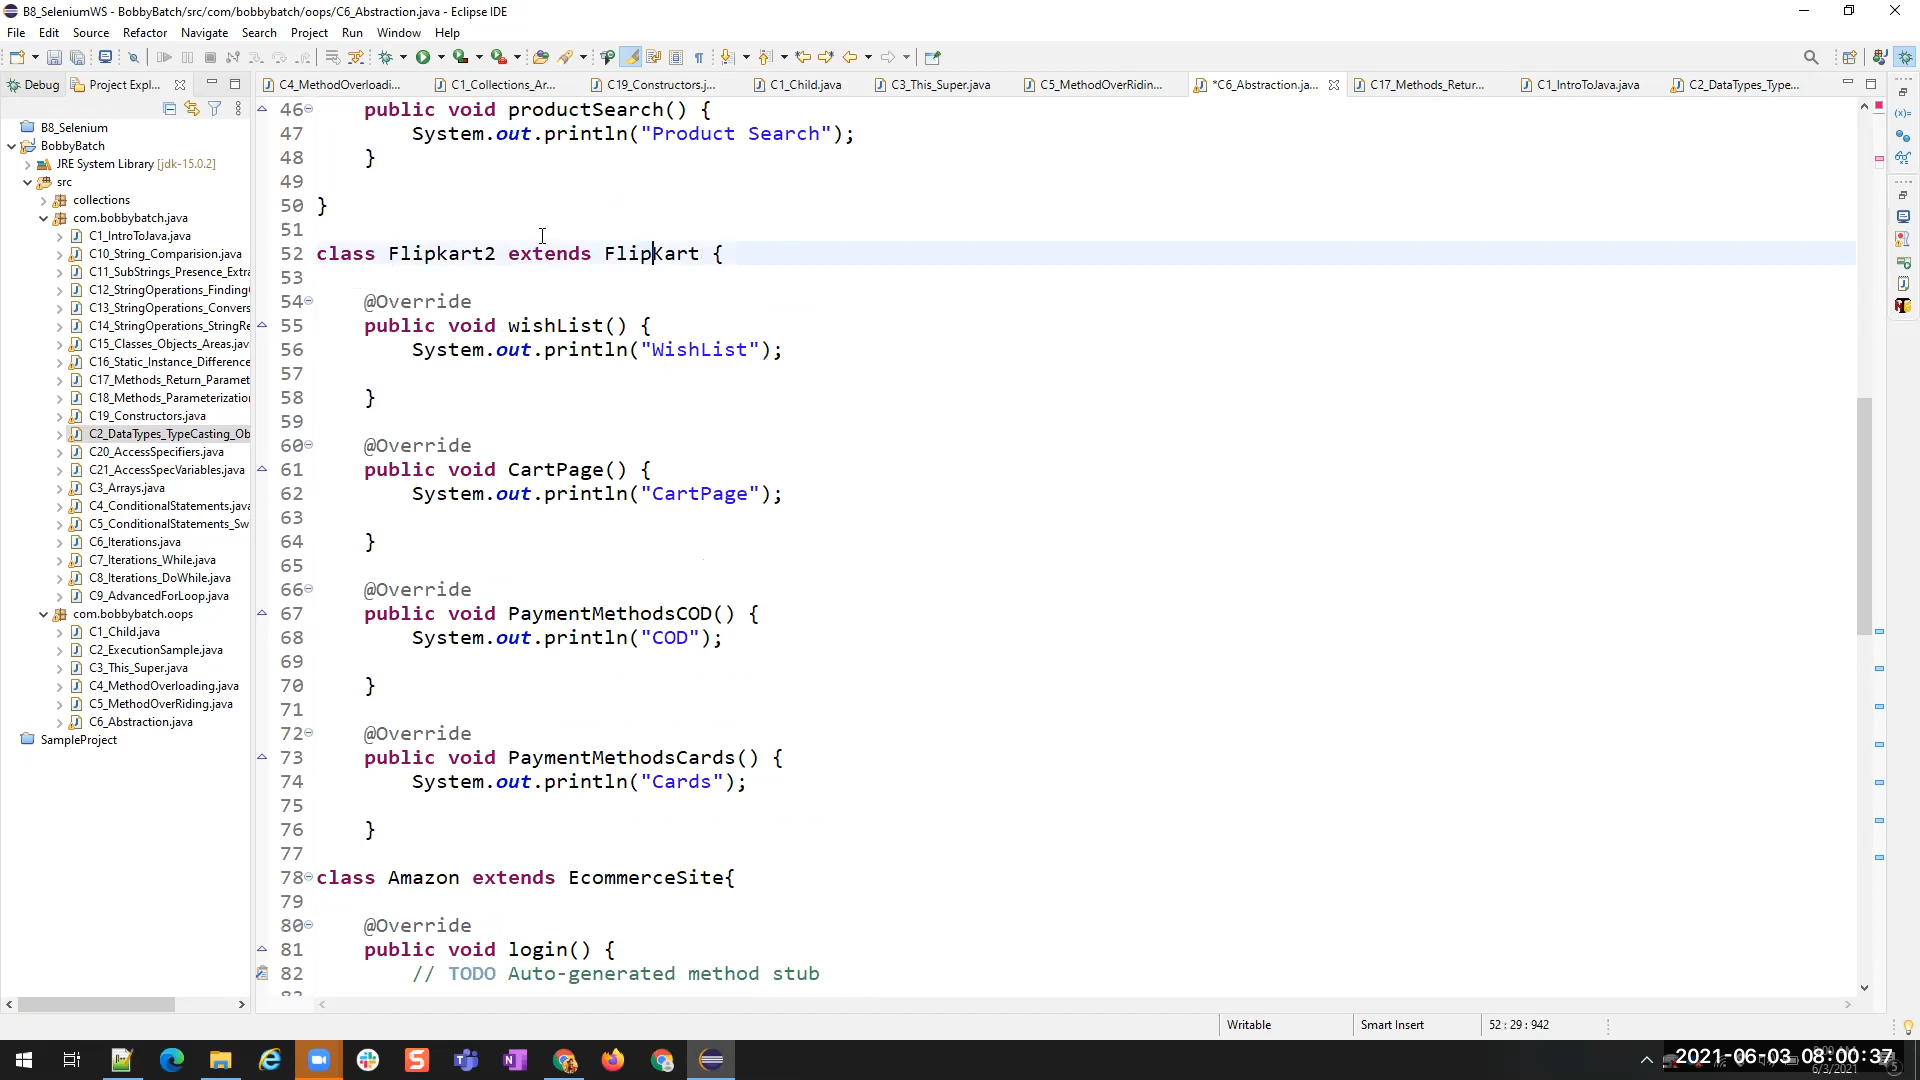 B8_SeleniumWS - BobbyBatch/src/com/bobbybatch/oops/C6_Abstraction.java - Eclipse IDE
File Edit Source Refactor Navigate Search Project Run Window Help
Debug Project Expl... C4_MethodOverloadi... C1_Collections_Ar... C19_Constructors.j... C1_Child.java C3_This_Super.java C5_MethodOverRidin... *C6_Abstraction.ja... C17_Methods_Retur... C1_IntroToJava.java C2_DataTypes_Type...
B8_Selenium
BobbyBatch
JRE System Library [jdk-15.0.2]
src
collections
com.bobbybatch.java
C1_IntroToJava.java
C10_String_Comparision.java
C11_SubStrings_Presence_Extra
C12_StringOperations_Finding
C13_StringOperations_Convers
C14_StringOperations_StringRe
C15_Classes_Objects_Areas.jav
C16_Static_Instance_Difference
C17_Methods_Return_Paramet
C18_Methods_Parameterizatio
C19_Constructors.java
C2_DataTypes_TypeCasting_Ob
C20_AccessSpecifiers.java
C21_AccessSpecVariables.java
C3_Arrays.java
C4_ConditionalStatements.java
C5_ConditionalStatements_Sw
C6_Iterations.java
C7_Iterations_While.java
C8_Iterations_DoWhile.java
C9_AdvancedForLoop.java
com.bobbybatch.oops
C1_Child.java
C2_ExecutionSample.java
C3_This_Super.java
C4_MethodOverloading.java
C5_MethodOverRiding.java
C6_Abstraction.java
SampleProject
46 public void productSearch() {
47 System.out.println("Product Search");
48 }
49
50 }
51
52 class Flipkart2 extends FlipKart {
53
54 @Override
55 public void wishList() {
56 System.out.println("WishList");
57
58 }
59
60 @Override
61 public void CartPage() {
62 System.out.println("CartPage");
63
64 }
65
66 @Override
67 public void PaymentMethodsCOD() {
68 System.out.println("COD");
69
70 }
71
72 @Override
73 public void PaymentMethodsCards() {
74 System.out.println("Cards");
75
76 }
77
78 class Amazon extends EcommerceSite{
79
80 @Override
81 public void login() {
82 // TODO Auto-generated method stub
Writable Smart Insert 52 : 29 : 942
2021-06-03 08:00:37
6/3/2021